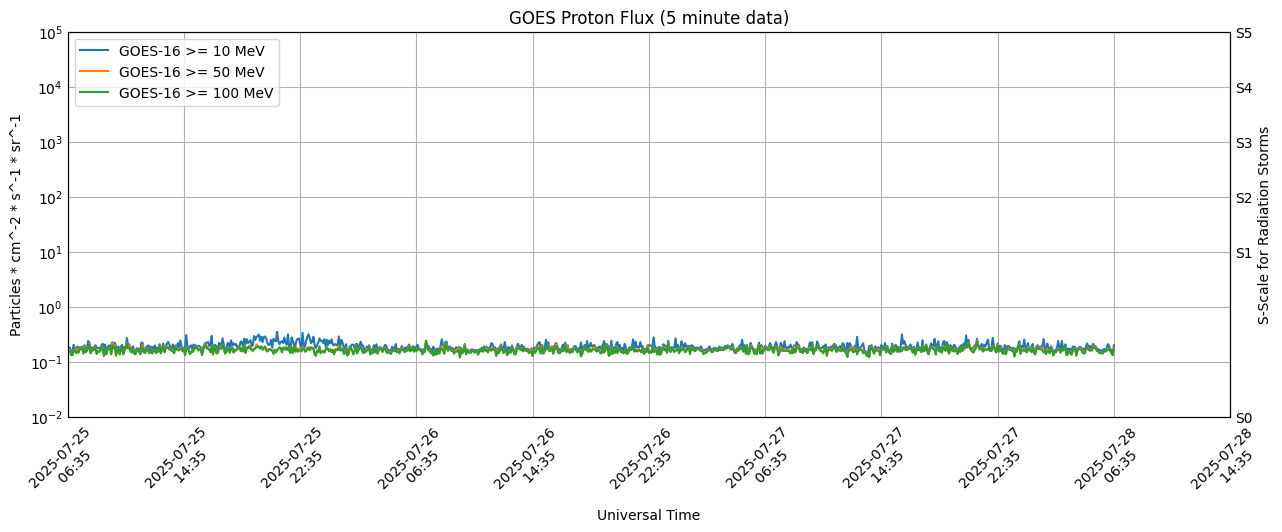 GOES Proton Flux (5 minute data)
GOES-16 >= 10 MeV
GOES-16 >= 50 MeV
GOES-16 >= 100 MeV
Particles * cm^-2 * s^-1 * sr^-1
10^5
10^4
10^3
10^2
10^1
10^0
10^-1
10^-2
S5
S4
S3
S2
S1
S0
S-Scale for Radiation Storms
2025-07-25
06:35
2025-07-25
14:35
2025-07-25
22:35
2025-07-26
06:35
2025-07-26
14:35
2025-07-26
22:35
2025-07-27
06:35
2025-07-27
14:35
2025-07-27
22:35
2025-07-28
06:35
2025-07-28
14:35
Universal Time